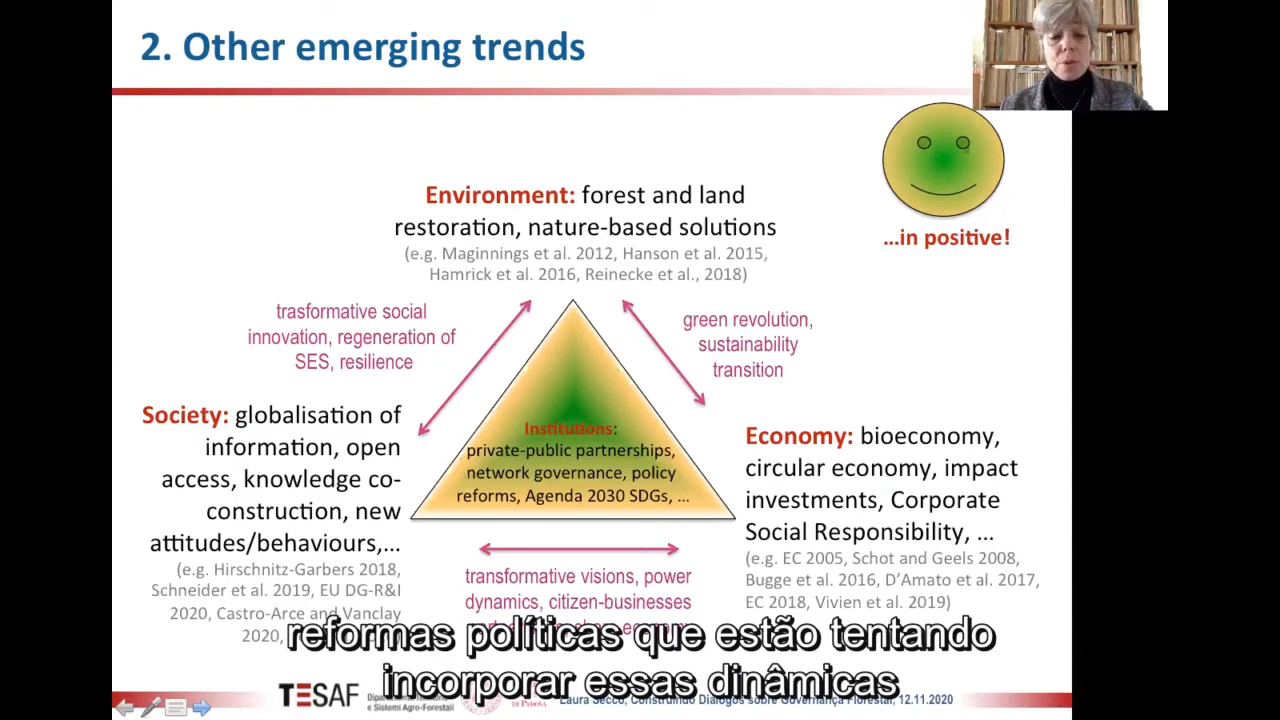 2. Other emerging trends
…in positive!
Environment: forest and land
restoration, nature-based solutions
(e.g. Maginnings et al. 2012, Hanson et al. 2015,
Hamrick et al. 2016, Reinecke et al., 2018)
trasformative social
innovation, regeneration of
SES, resilience
green revolution,
sustainability
transition
Society: globalisation of
information, open
access, knowledge co-
construction, new
attitudes/behaviours,…
(e.g. Hirschnitz-Garbers 2018,
Schneider et al. 2019, EU DG-R&I
2020, Castro-Arce and Vanclay
2020,
Institutions:
private-public partnerships,
network governance, policy
reforms, Agenda 2030 SDGs, …
Economy: bioeconomy,
circular economy, impact
investments, Corporate
Social Responsibility, …
(e.g. EC 2005, Schot and Geels 2008,
Bugge et al. 2016, D’Amato et al. 2017,
EC 2018, Vivien et al. 2019)
transformative visions, power
dynamics, citizen-businesses
reformas políticas que estão tentando
incorporar essas dinâmicas
TESAF
e Sistemi Agro-Forestali
DI PADOVA
Laura Secco, Construindo Diálogos sobre Governança Florestal, 12.11.2020